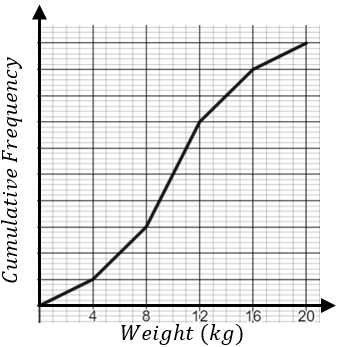 Cumulative Frequency
4 8 12 16 20
Weight (kg)